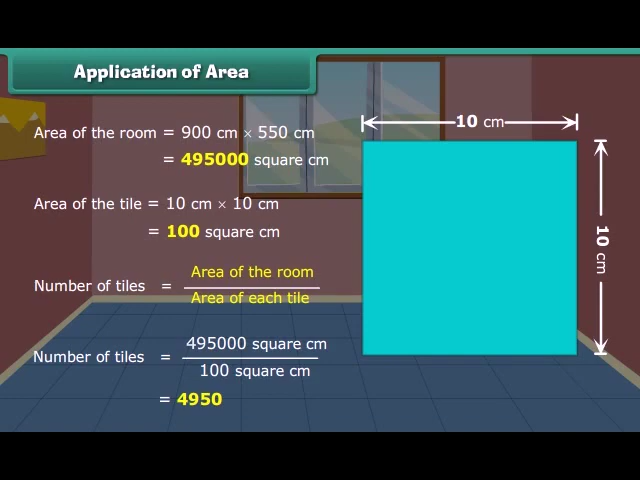 Application of Area
10 cm
Area of the room = 900 cm × 550 cm
= 495000 square cm
Area of the tile = 10 cm × 10 cm
= 100 square cm
10 cm
Number of tiles = Area of the room
Area of each tile
Number of tiles = 495000 square cm
100 square cm
= 4950